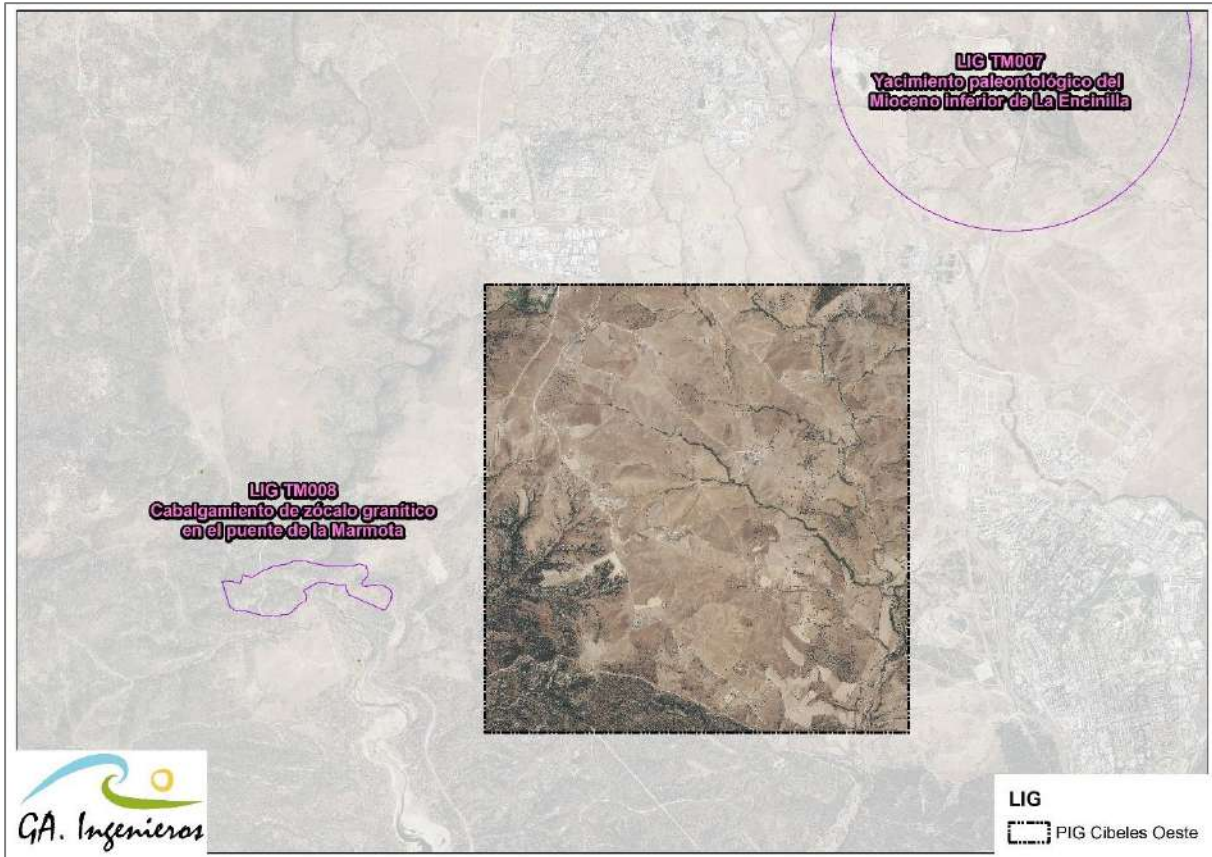 LIG TM007
Yacimiento paleontológico del
Mioceno inferior de La Encinilla
LIG TM008
Cabalgamiento de zócalo granítico
en el puente de la Marmota
GA. Ingenieros
LIG
PIG Cibeles Oeste